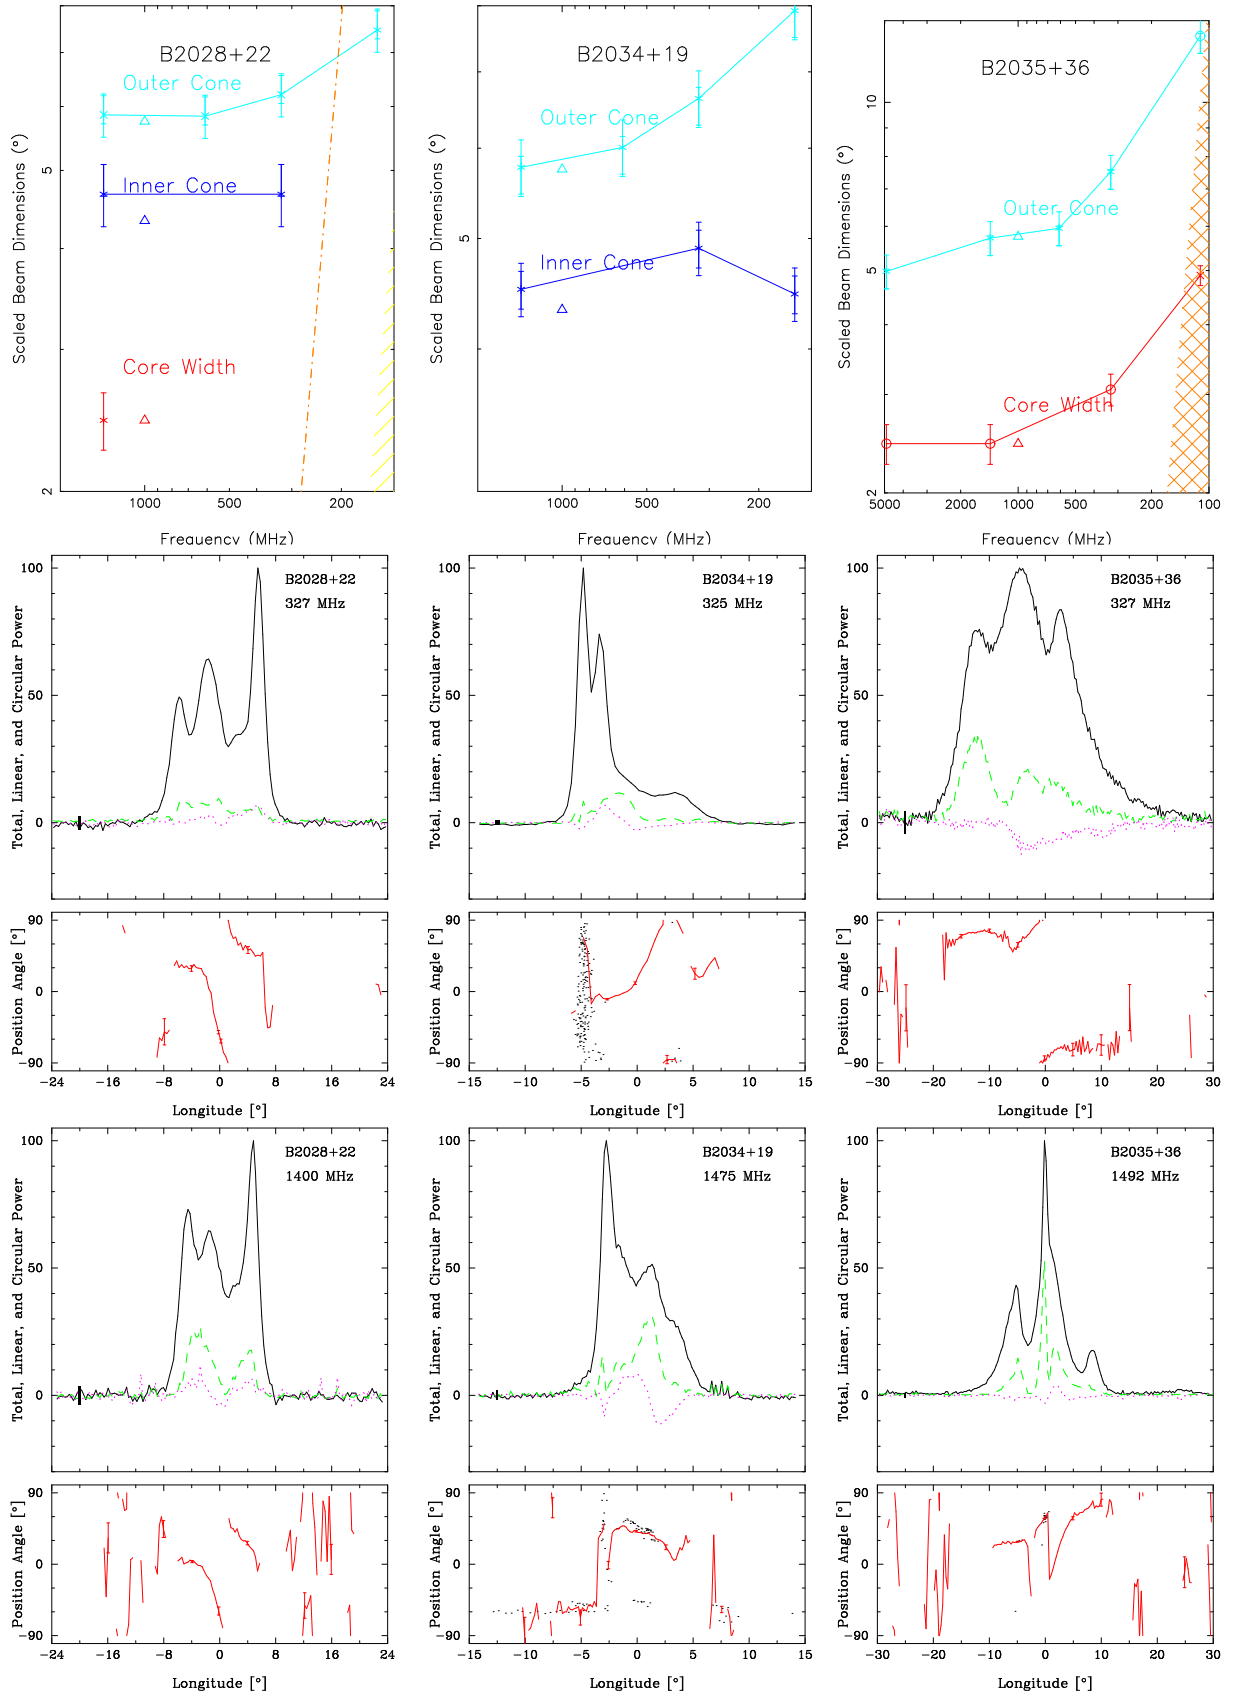 B2028+22
Outer Cone
Inner Cone
Core Width
Scaled Beam Dimensions (°)
5
2
1000 500 200
Frequency (MHz)
B2034+19
Outer Cone
Inner Cone
Scaled Beam Dimensions (°)
5
1000 500 200
Frequency (MHz)
B2035+36
Outer Cone
Core Width
Scaled Beam Dimensions (°)
10
5
2
5000 2000 1000 500 200 100
Frequency (MHz)
B2028+22
327 MHz
Total, Linear, and Circular Power
100
50
0
Position Angle [°]
90
0
-90
-24 -16 -8 0 8 16 24
Longitude [°]
B2034+19
325 MHz
Total, Linear, and Circular Power
100
50
0
Position Angle [°]
90
0
-90
-15 -10 -5 0 5 10 15
Longitude [°]
B2035+36
327 MHz
Total, Linear, and Circular Power
100
50
0
Position Angle [°]
90
0
-90
-30 -20 -10 0 10 20 30
Longitude [°]
B2028+22
1400 MHz
Total, Linear, and Circular Power
100
50
0
Position Angle [°]
90
0
-90
-24 -16 -8 0 8 16 24
Longitude [°]
B2034+19
1475 MHz
Total, Linear, and Circular Power
100
50
0
Position Angle [°]
90
0
-90
-15 -10 -5 0 5 10 15
Longitude [°]
B2035+36
1492 MHz
Total, Linear, and Circular Power
100
50
0
Position Angle [°]
90
0
-90
-30 -20 -10 0 10 20 30
Longitude [°]